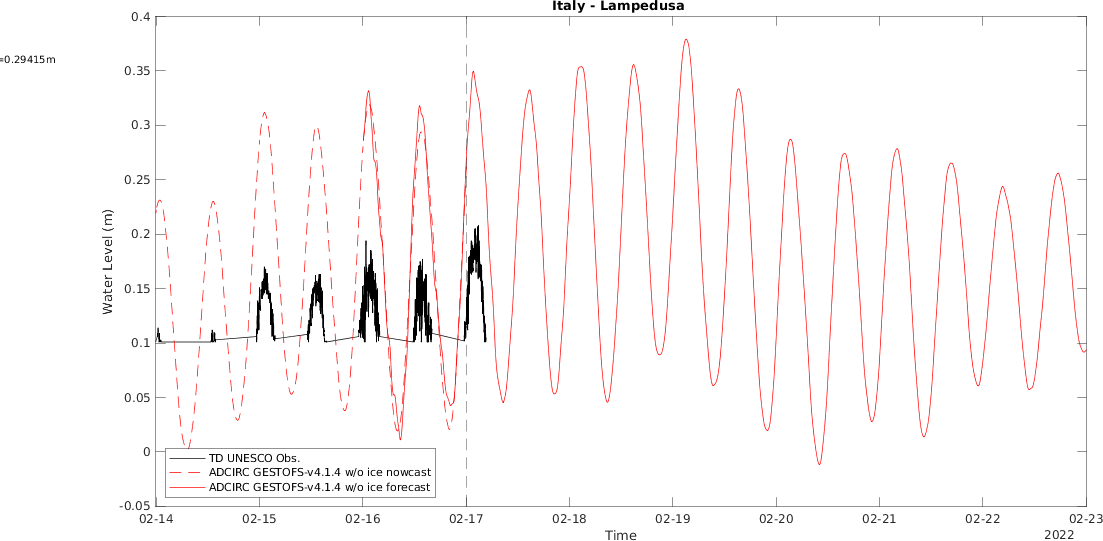 Italy - Lampedusa
=0.29415m
0.4
0.35
0.3
0.25
0.2
0.15
0.1
0.05
0
-0.05
Water Level (m)
TD UNESCO Obs.
ADCIRC GESTOFS-v4.1.4 w/o ice nowcast
ADCIRC GESTOFS-v4.1.4 w/o ice forecast
02-14 02-15 02-16 02-17 02-18 02-19 02-20 02-21 02-22 02-23
Time
2022